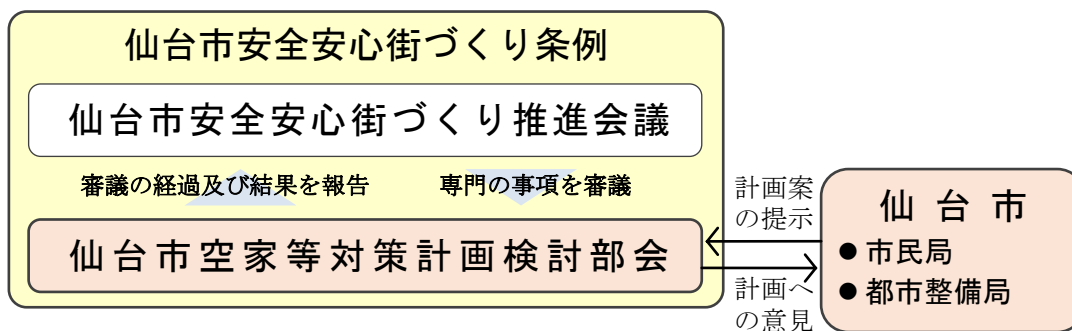 仙台市安全安心街づくり条例
仙台市安全安心街づくり推進会議
審議の経過及び結果を報告
専門の事項を審議
仙台市空家等対策計画検討部会
計画案
の提示
計画へ
の意見
仙台市
● 市民局
● 都市整備局